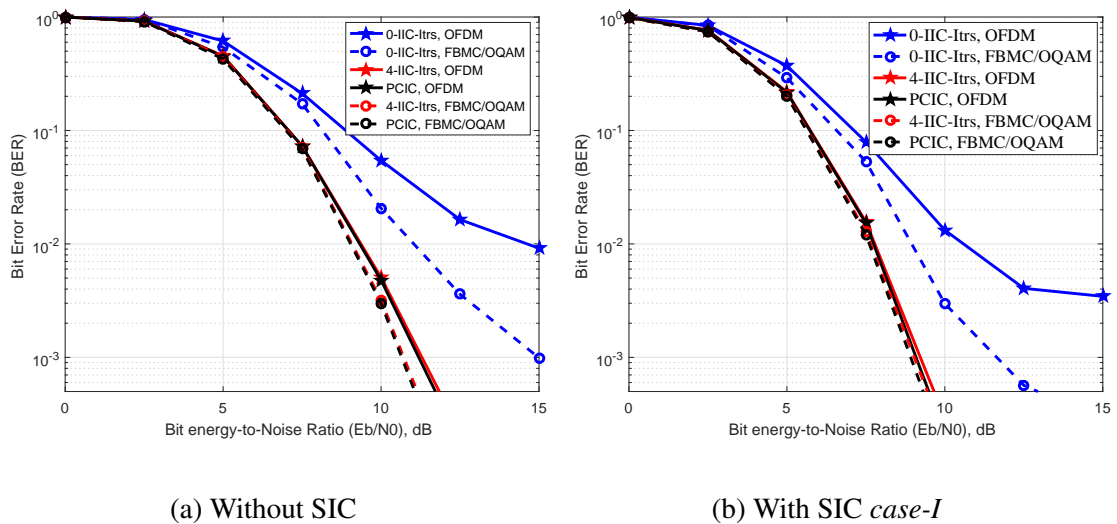 10^0
10^-1
10^-2
10^-3
Bit Error Rate (BER)
0-IIC-Itrs, OFDM
0-IIC-Itrs, FBMC/OQAM
4-IIC-Itrs, OFDM
PCIC, OFDM
4-IIC-Itrs, FBMC/OQAM
PCIC, FBMC/OQAM
0 5 10 15
Bit energy-to-Noise Ratio (Eb/N0), dB
(a) Without SIC
10^0
10^-1
10^-2
10^-3
Bit Error Rate (BER)
0-IIC-Itrs, OFDM
0-IIC-Itrs, FBMC/OQAM
4-IIC-Itrs, OFDM
PCIC, OFDM
4-IIC-Itrs, FBMC/OQAM
PCIC, FBMC/OQAM
0 5 10 15
Bit energy-to-Noise Ratio (Eb/N0), dB
(b) With SIC case-I